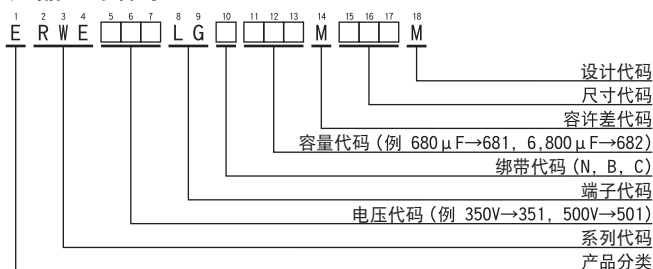 1 2 3 4 5 6 7 8 9 10 11 12 13 14 15 16 17 18
E R W E □□□ L G □ □□□ M □□□ M
设计代码
尺寸代码
容许差代码
容量代码 (例 680μF→681, 6,800μF→682)
绑带代码 (N, B, C)
端子代码
电压代码 (例 350V→351, 500V→501)
系列代码
产品分类